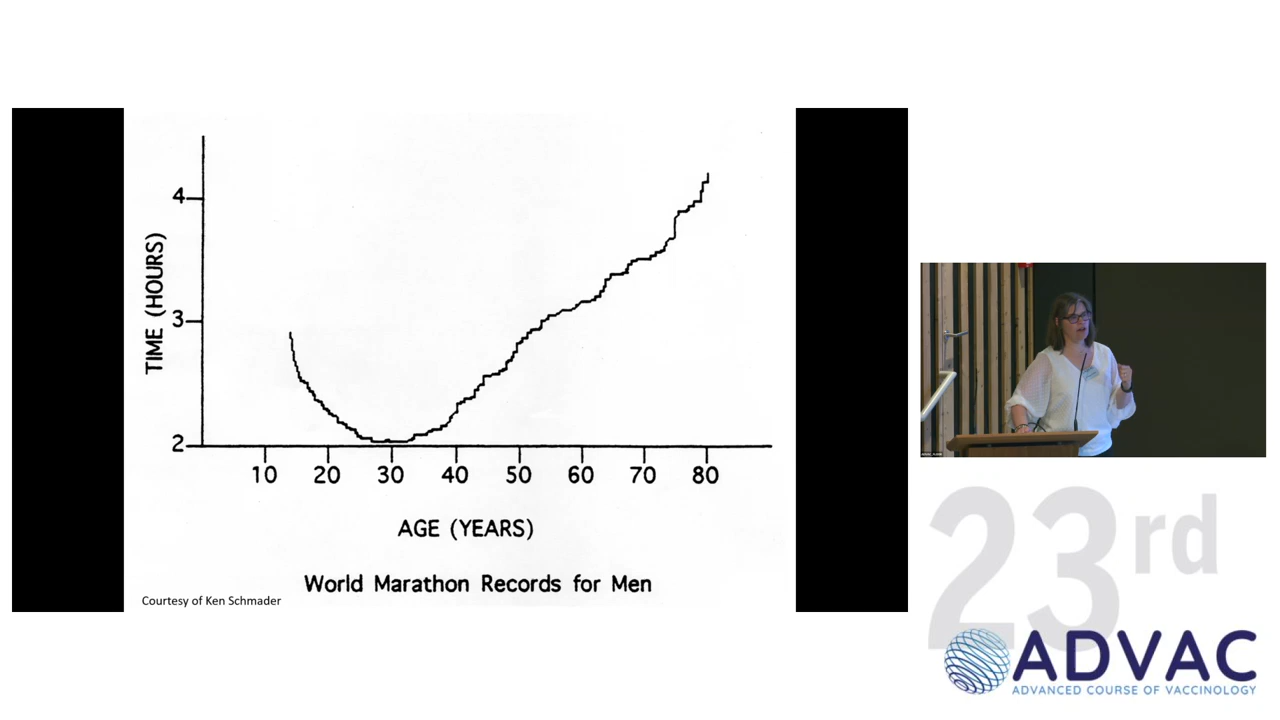 4
3
2
TIME (HOURS)
10 20 30 40 50 60 70 80
AGE (YEARS)
World Marathon Records for Men
Courtesy of Ken Schmader
23rd
ADVAC
ADVANCED COURSE OF VACCINOLOGY